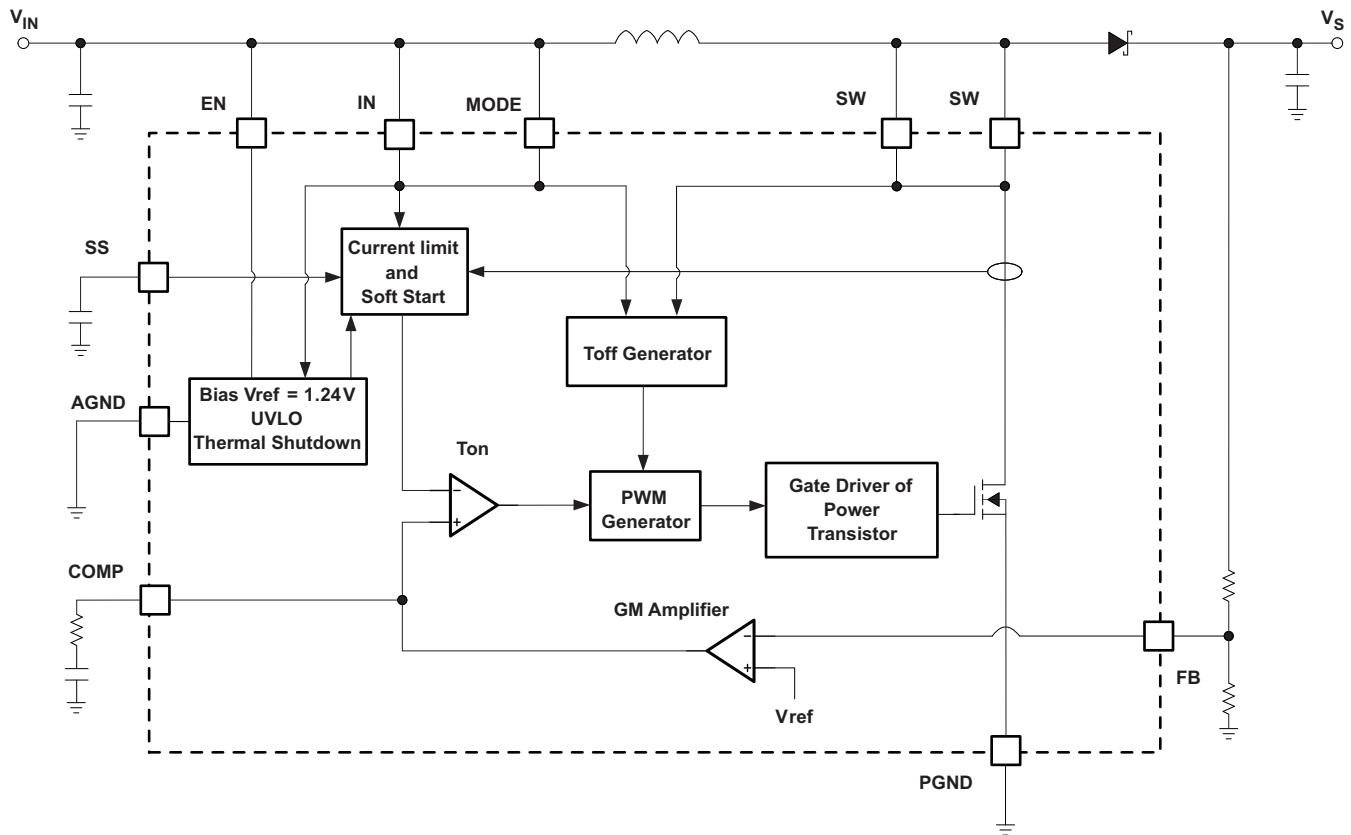 VIN
VS
EN
IN
MODE
SW
SW
SS
Current limit
and
Soft Start
Toff Generator
AGND
Bias Vref = 1.24V
UVLO
Thermal Shutdown
Ton
−
+
PWM
Generator
Gate Driver of
Power
Transistor
COMP
GM Amplifier
−
+
Vref
FB
PGND